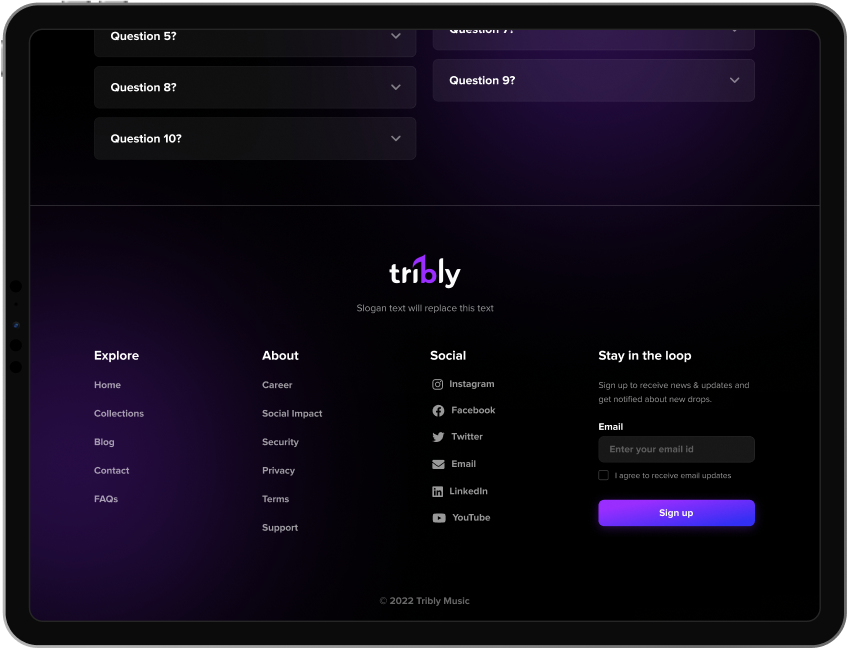 Question 5?
Question 7?
Question 8?
Question 9?
Question 10?
tribly
Slogan text will replace this text
Explore
Home
Collections
Blog
Contact
FAQs
About
Career
Social Impact
Security
Privacy
Terms
Support
Social
Instagram
Facebook
Twitter
Email
LinkedIn
YouTube
Stay in the loop
Sign up to receive news & updates and
get notified about new drops.
Email
Enter your email id
I agree to receive email updates
Sign up
© 2022 Tribly Music